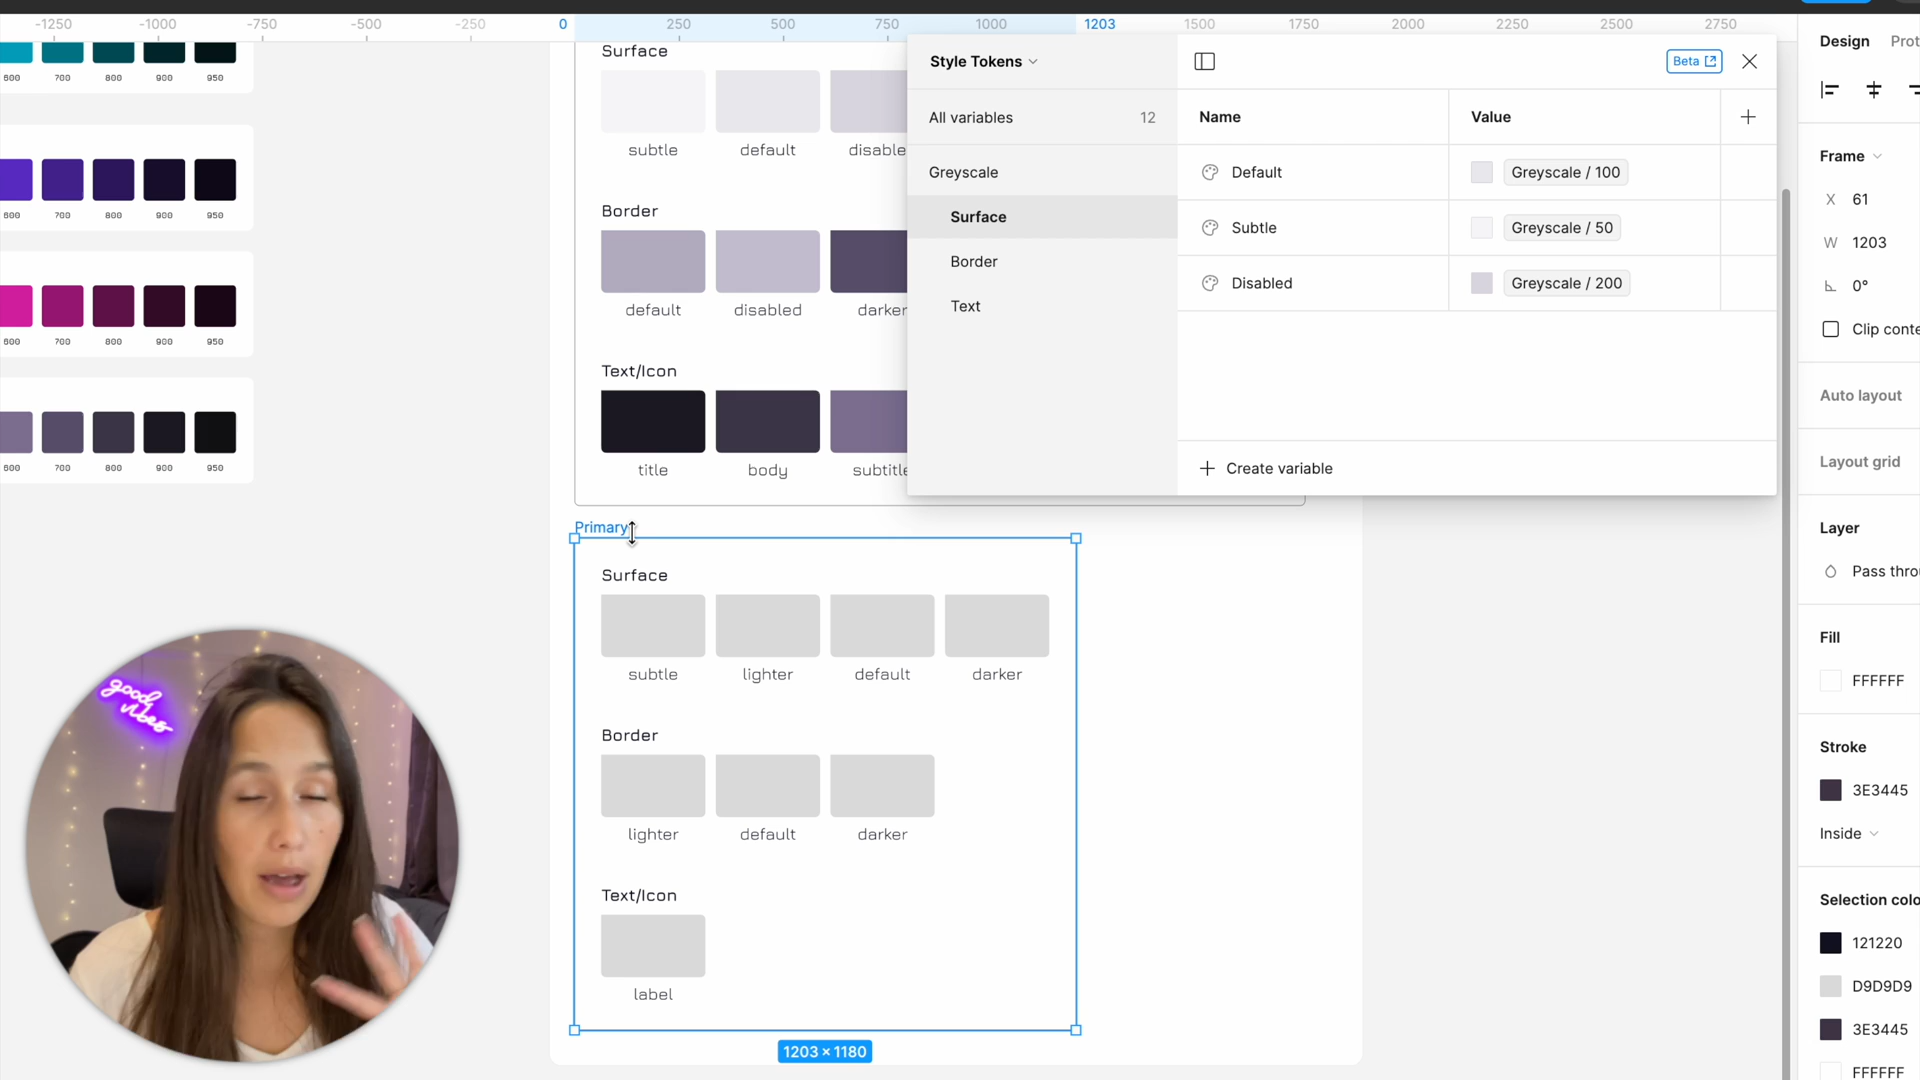 -1250 -1000 -750 -500 -250 0 250 500 750 1000 1203 1500 1750 2000 2250 2500 2750
600 700 800 900 950
600 700 800 900 950
600 700 800 900 950
600 700 800 900 950
Surface
subtle default disable
Border
default disabled darker
Text/Icon
title body subtitle
Style Tokens
All variables 12
Greyscale
Surface
Border
Text
Beta
Name Value
Default Greyscale / 100
Subtle Greyscale / 50
Disabled Greyscale / 200
Create variable
Primary
Surface
subtle lighter default darker
Border
lighter default darker
Text/Icon
label
1203 × 1180
good
vibes
Design Prot
Frame
X 61
W 1203
0°
Clip conte
Auto layout
Layout grid
Layer
Pass throu
Fill
FFFFFF
Stroke
3E3445
Inside
Selection colo
121220
D9D9D9
3E3445
FFFFFF